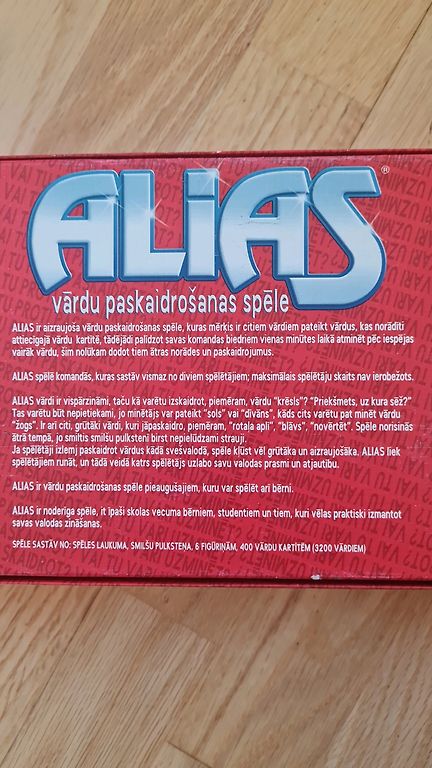 ALIAS®
vārdu paskaidrošanas spēle
ALIAS ir aizraujoša vārdu paskaidrošanas spēle, kuras mērķis ir citiem vārdiem pateikt vārdus, kas norādīti
attiecīgajā vārdu kartītē, tādējādi palīdzot savas komandas biedriem vienas minūtes laikā atminēt pēc iespējas
vairāk vārdu, šim nolūkam dodot tiem ātras norādes un paskaidrojumus.
ALIAS spēlē komandās, kuras sastāv vismaz no diviem spēlētājiem; maksimālais spēlētāju skaits nav ierobežots.
ALIAS vārdi ir vispārzināmi, taču kā varētu izskaidrot, piemēram, vārdu "krēsls"? "Priekšmets, uz kura sēž?"
Tas varētu būt nepietiekami, jo minētājs var pateikt "sols" vai "dīvāns", kāds cits varētu pat minēt vārdu
"žogs". Ir arī citi, grūtāki vārdi, kuri jāpaskaidro, piemēram, "rotaļa aplī", "blāvs", "novērtēt". Spēle norisinās
ātrā tempā, jo smiltis smilšu pulkstenī birst nepielūdzami strauji.
Ja spēlētāji izlemj paskaidrot vārdus kādā svešvalodā, spēle kļūst vēl grūtāka un aizraujošāka. ALIAS liek
spēlētājiem runāt, un tādā veidā katrs spēlētājs uzlabo savu valodas prasmi un atjautību.
ALIAS ir vārdu paskaidrošanas spēle pieaugušajiem, kuru var spēlēt arī bērni.
ALIAS ir noderīga spēle, it īpaši skolas vecuma bērniem, studentiem un tiem, kuri vēlas praktiski izmantot
savas valodas zināšanas.
SPĒLE SASTĀV NO: SPĒLES LAUKUMA, SMILŠU PULKSTEŅA, 6 FIGŪRIŅĀM, 400 VĀRDU KARTĪTĒM (3200 VĀRDIEM)